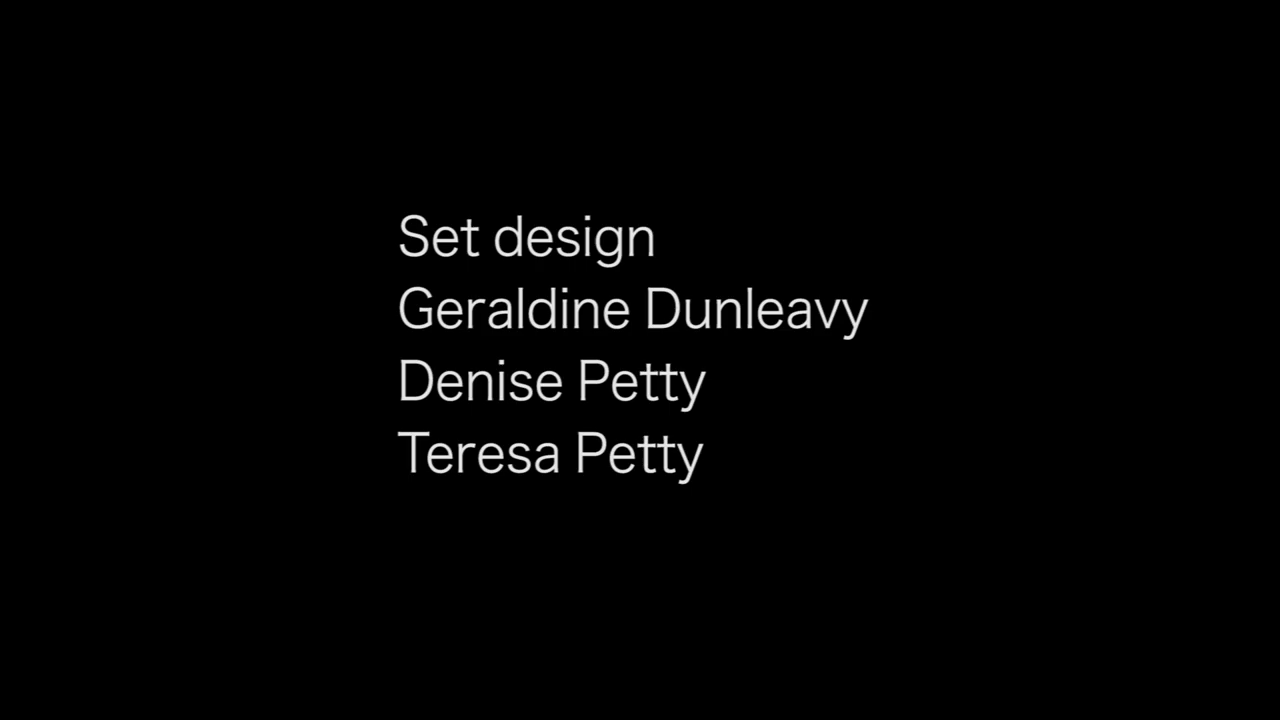 Set design
Geraldine Dunleavy
Denise Petty
Teresa Petty